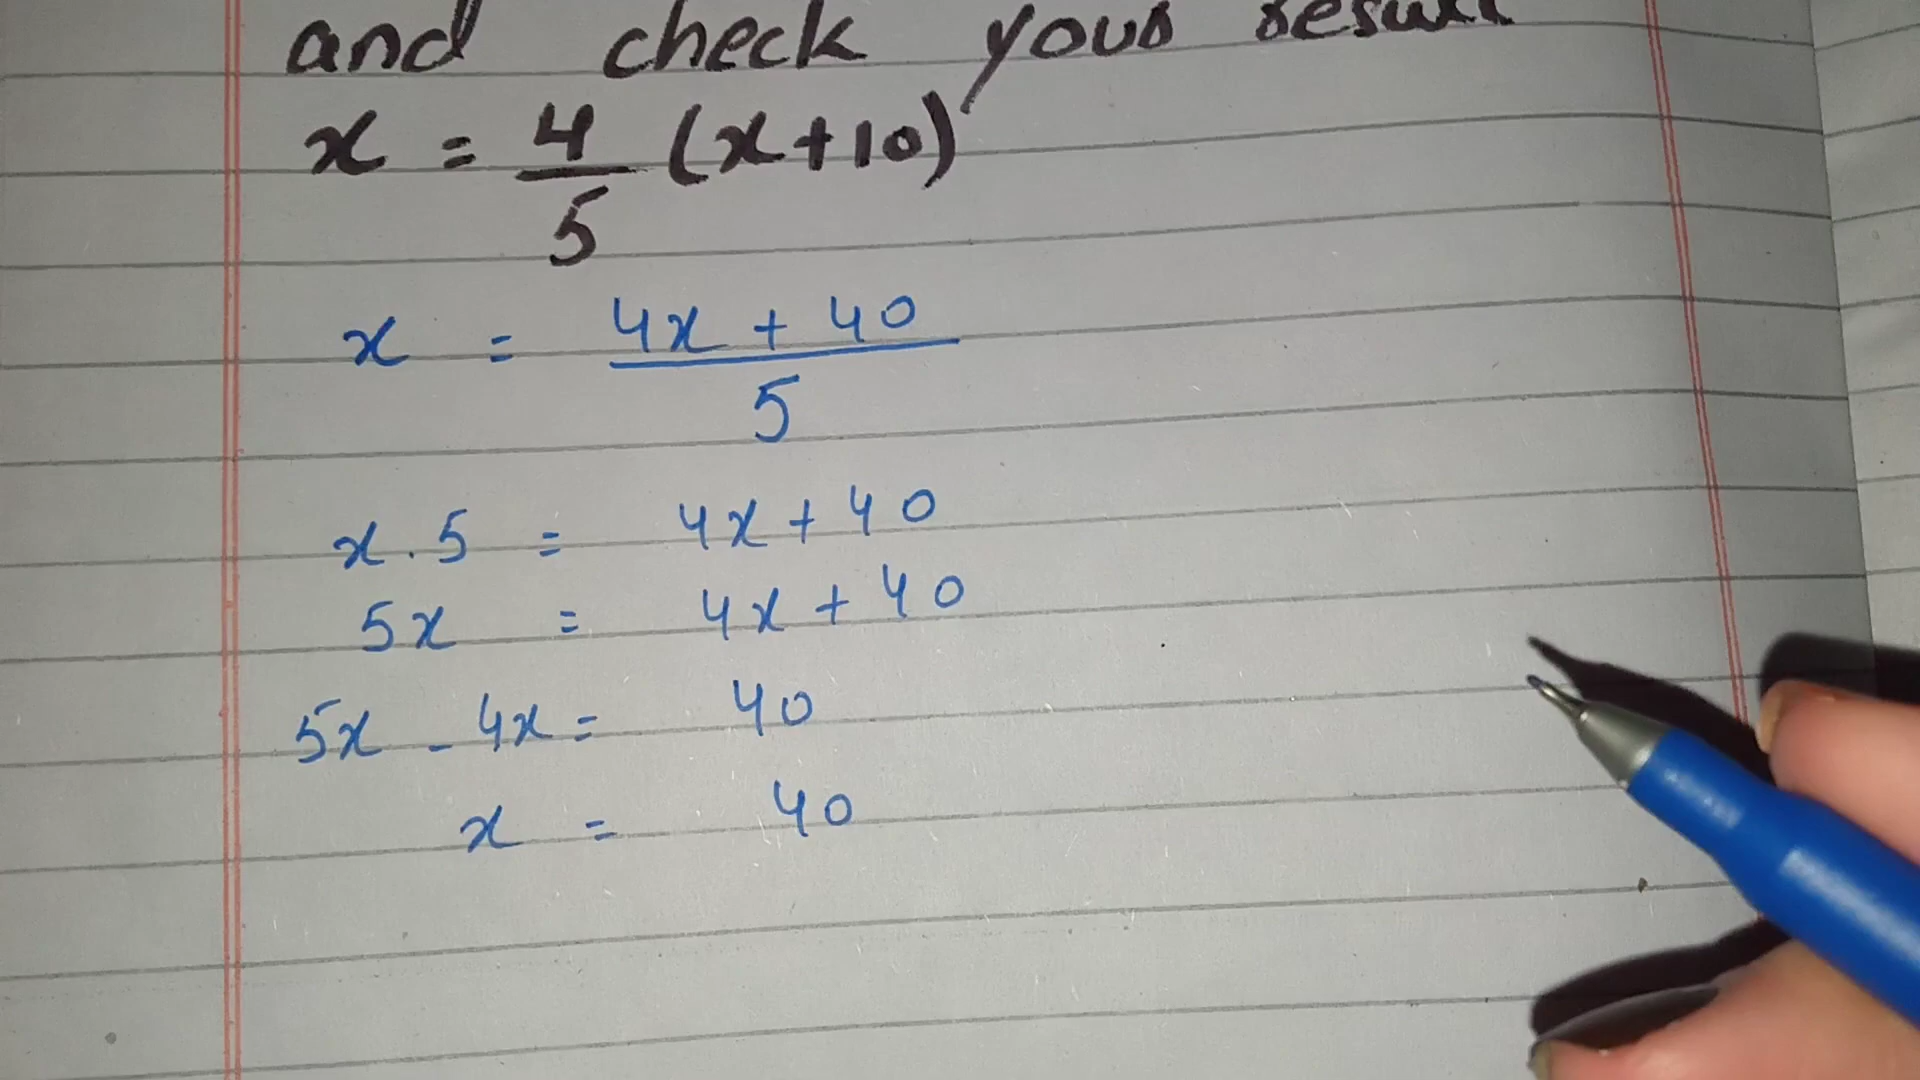 and check your result
x = 4/5 (x+10)
x = 4x + 40 / 5
x . 5 = 4x + 40
5x = 4x + 40
5x - 4x = 40
x = 40